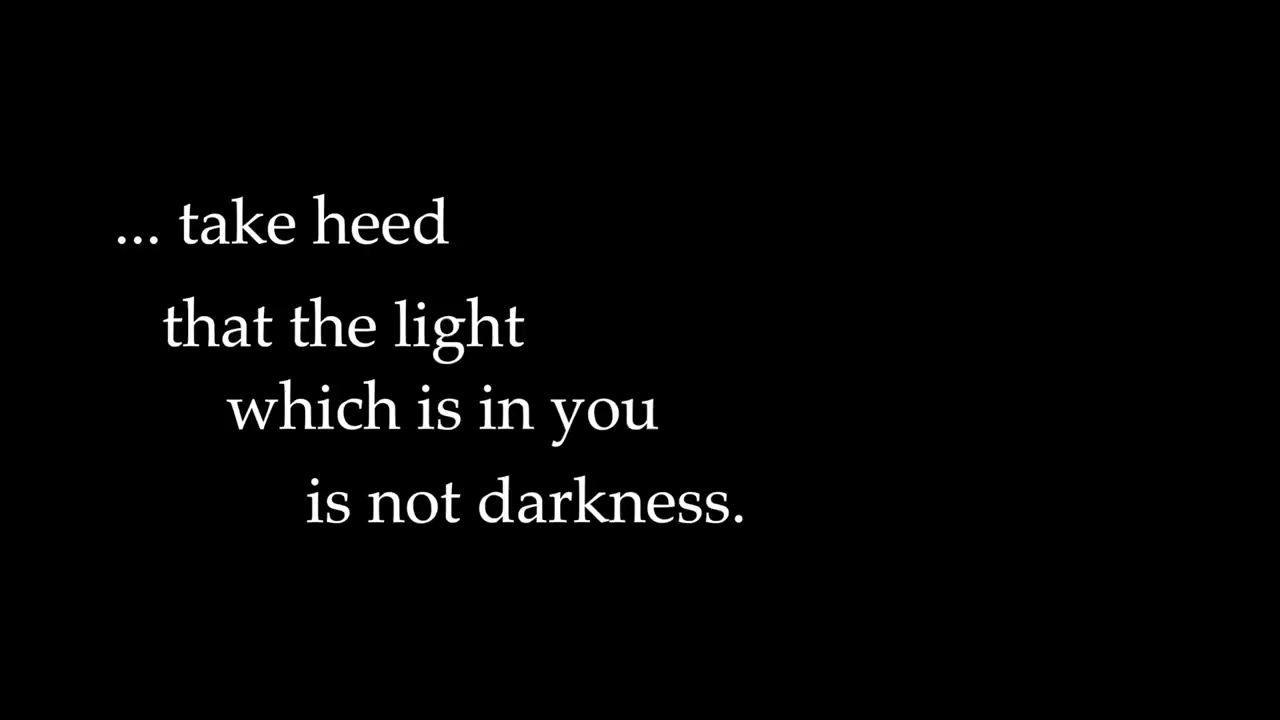 ... take heed
that the light
which is in you
is not darkness.